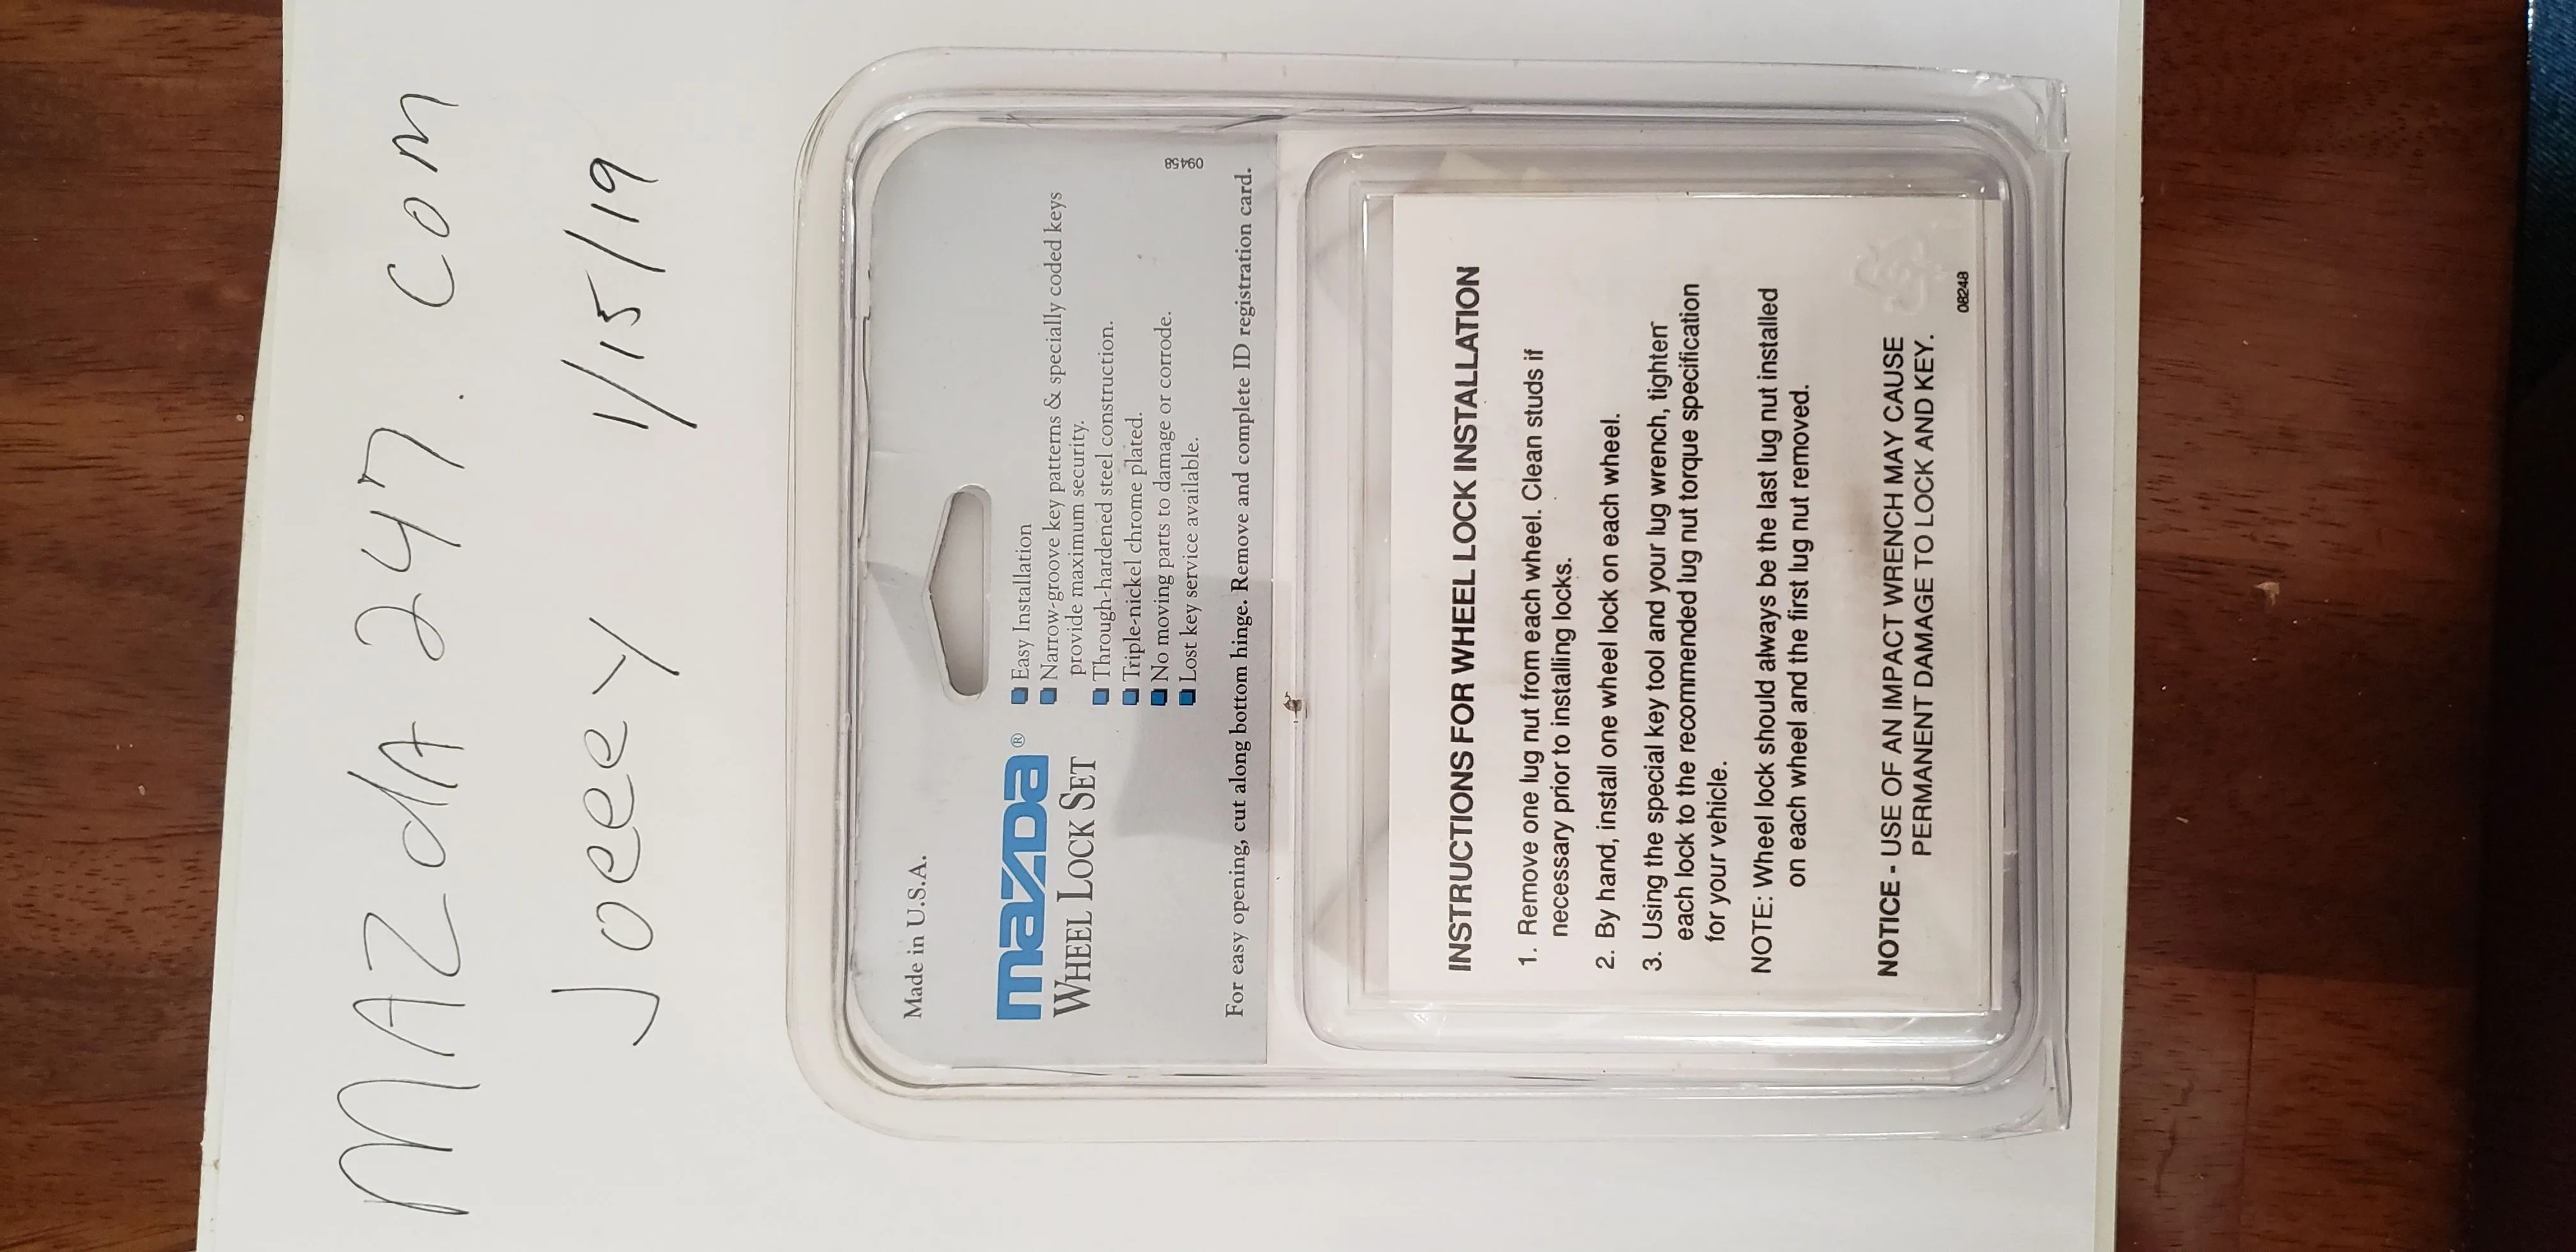 MAZdA247.com
Joeey 1/15/19
Made in U.S.A.
mazda®
WHEEL LOCK SET
Easy Installation
Narrow-groove key patterns & specially coded keys
provide maximum security.
Through-hardened steel construction.
Triple-nickel chrome plated.
No moving parts to damage or corrode.
Lost key service available.
09458
For easy opening, cut along bottom hinge. Remove and complete ID registration card.
INSTRUCTIONS FOR WHEEL LOCK INSTALLATION
1. Remove one lug nut from each wheel. Clean studs if
necessary prior to installing locks.
2. By hand, install one wheel lock on each wheel.
3. Using the special key tool and your lug wrench, tighten
each lock to the recommended lug nut torque specification
for your vehicle.
NOTE: Wheel lock should always be the last lug nut installed
on each wheel and the first lug nut removed.
NOTICE - USE OF AN IMPACT WRENCH MAY CAUSE
PERMANENT DAMAGE TO LOCK AND KEY.
08248